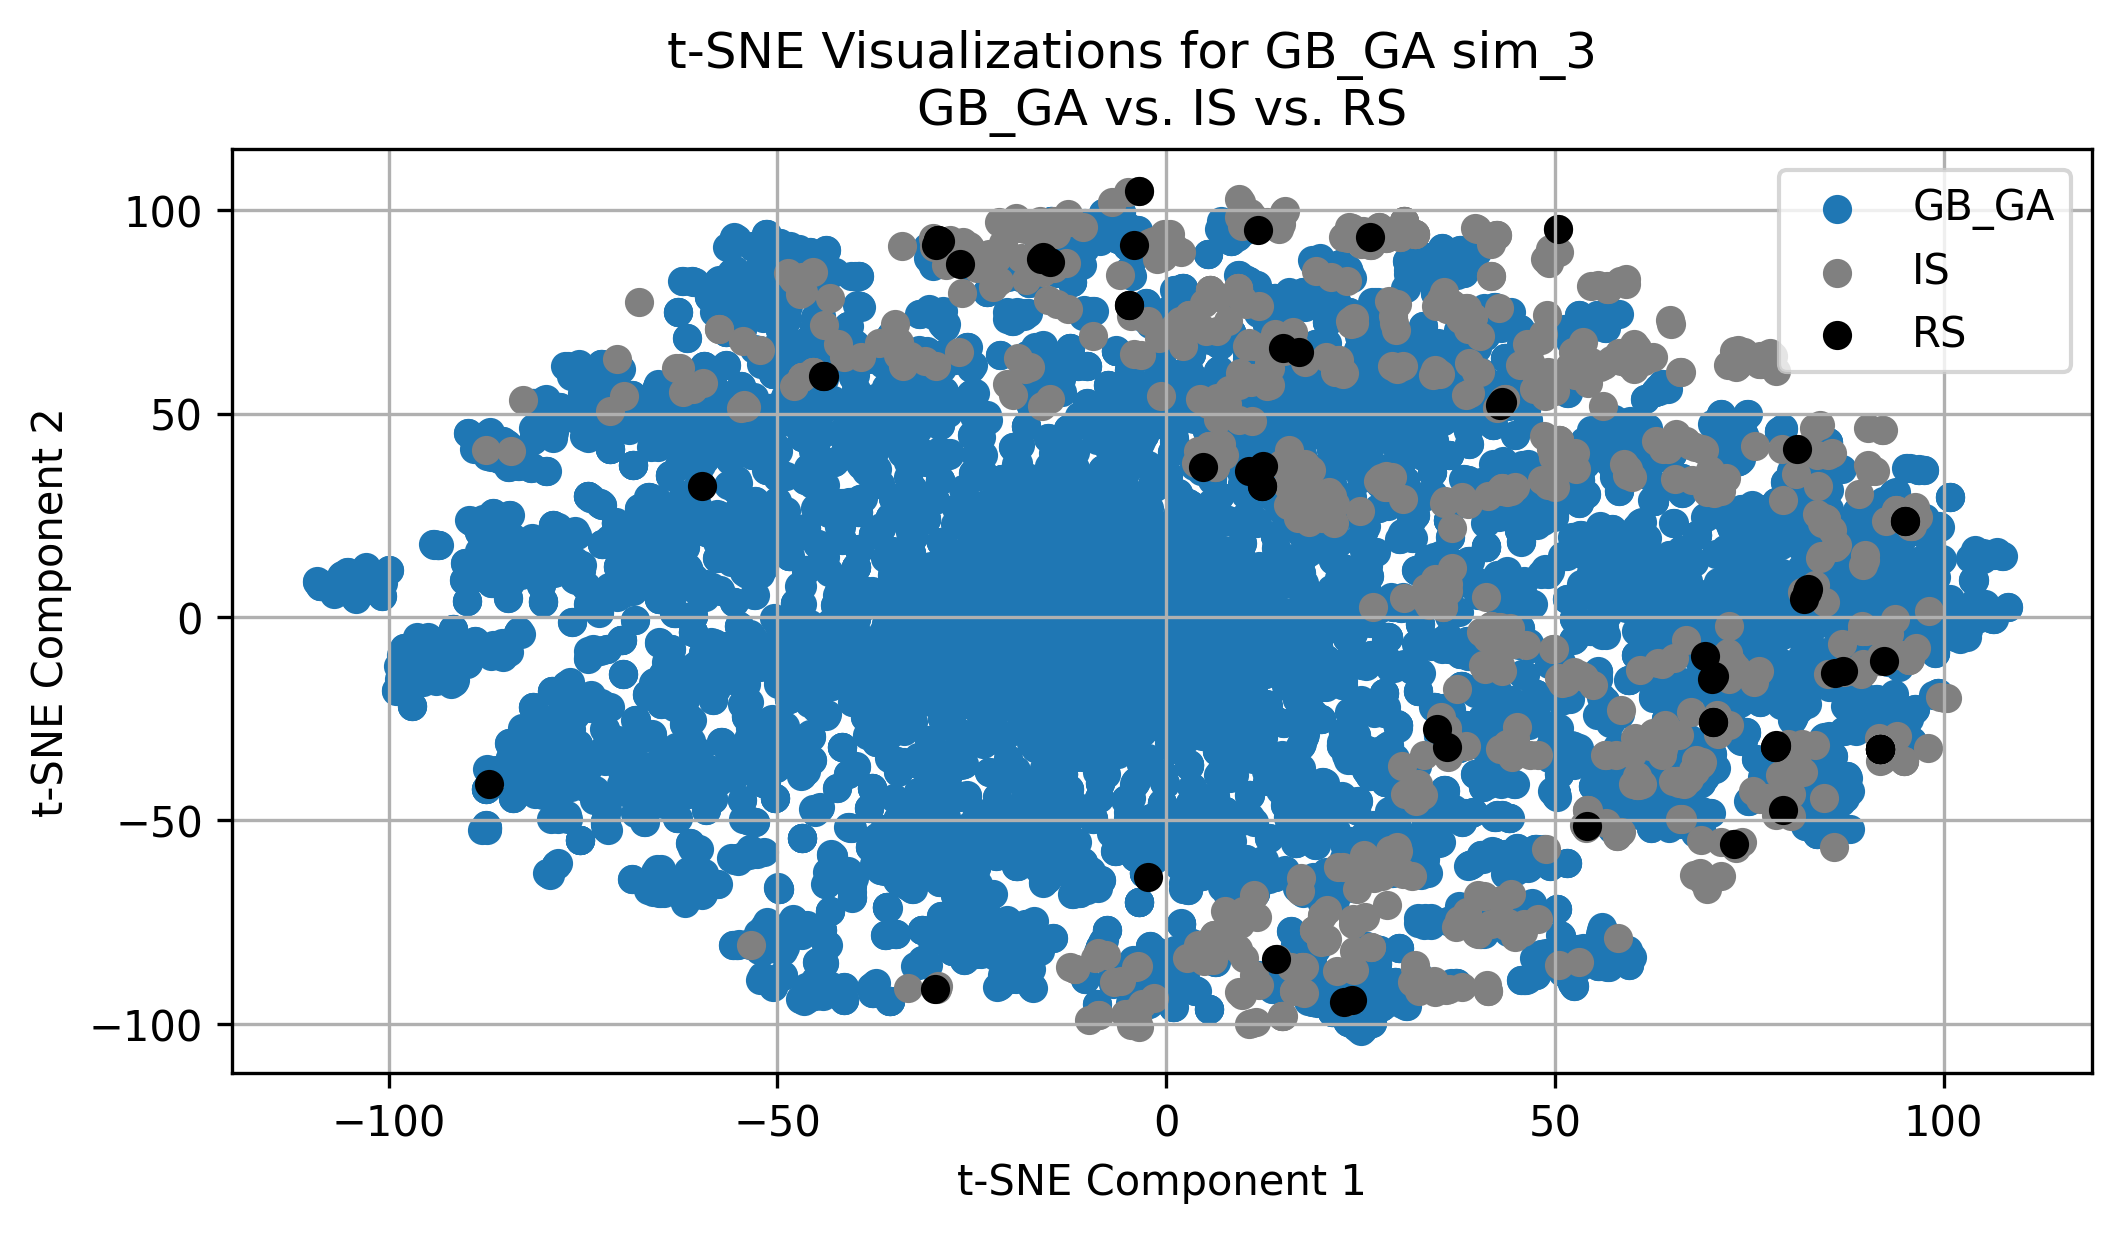 t-SNE Visualizations for GB_GA sim_3
GB_GA vs. IS vs. RS
GB_GA
IS
RS
t-SNE Component 2
100
50
0
−50
−100
−100
−50
0
50
100
t-SNE Component 1